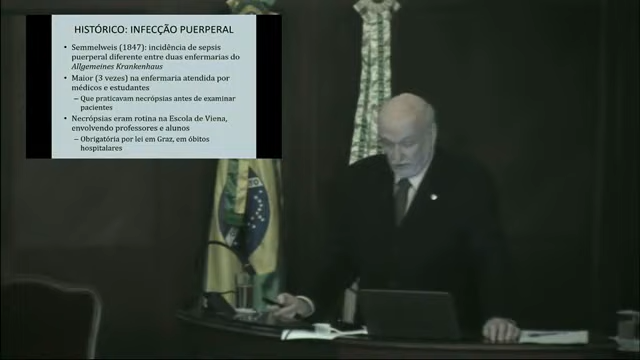 HISTÓRICO: INFECÇÃO PUERPERAL
• Semmelweis (1847): incidência de sepsis
puerperal diferente entre duas enfermarias do
Allgemeines Krankenhaus
• Maior (3 vezes) na enfermaria atendida por
médicos e estudantes
– Que praticavam necrópsias antes de examinar
pacientes
• Necrópsias eram rotina na Escola de Viena,
envolvendo professores e alunos
– Obrigatória por lei em Graz, em óbitos
hospitalares